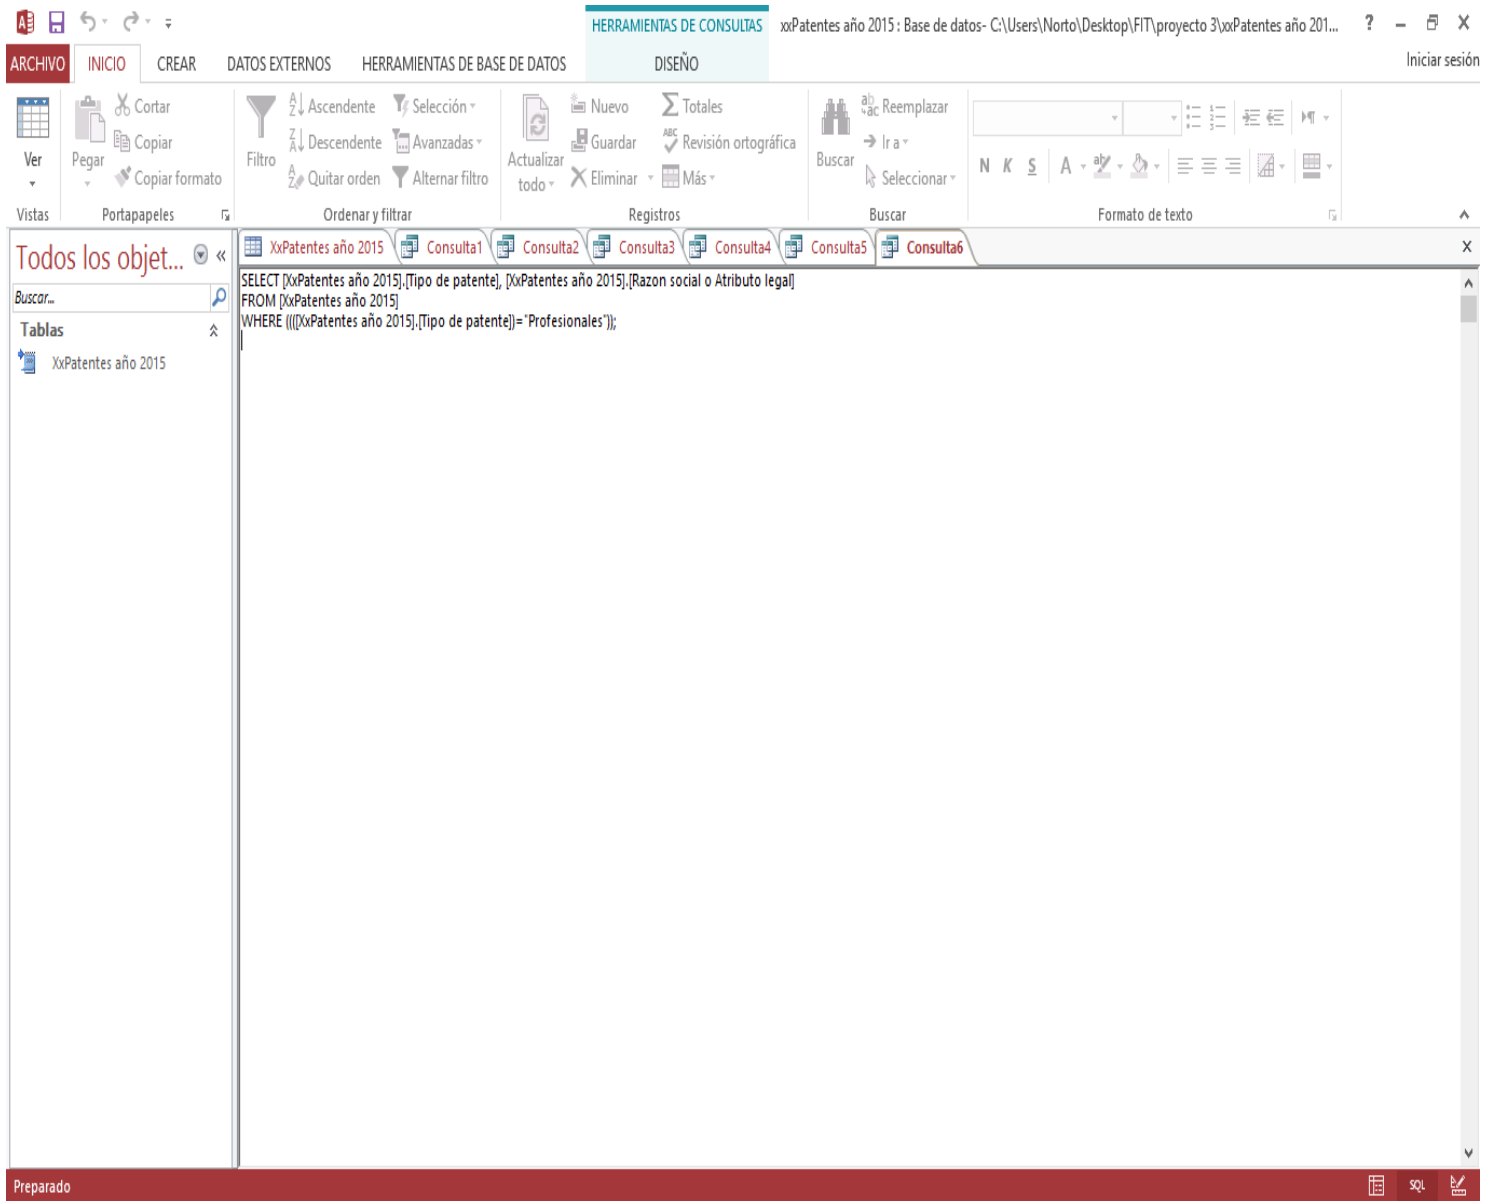 HERRAMIENTAS DE CONSULTAS xxPatentes año 2015 : Base de datos- C:\Users\Norto\Desktop\FIT\proyecto 3\xxPatentes año 201... ?
ARCHIVO INICIO CREAR DATOS EXTERNOS HERRAMIENTAS DE BASE DE DATOS DISEÑO Iniciar sesión
Ver
Vistas
Pegar
Cortar
Copiar
Copiar formato
Portapapeles
Filtro
Ascendente
Descendente
Quitar orden
Selección
Avanzadas
Alternar filtro
Ordenar y filtrar
Actualizar
todo
Nuevo
Guardar
Eliminar
Totales
Revisión ortográfica
Más
Registros
Buscar
Reemplazar
Ir a
Seleccionar
Buscar
N K S A
Formato de texto
Todos los objet... «
Buscar...
Tablas
XxPatentes año 2015
XxPatentes año 2015 Consulta1 Consulta2 Consulta3 Consulta4 Consulta5 Consulta6
SELECT [XxPatentes año 2015].[Tipo de patente], [XxPatentes año 2015].[Razon social o Atributo legal]
FROM [XxPatentes año 2015]
WHERE ((([XxPatentes año 2015].[Tipo de patente])="Profesionales"));
Preparado SQL